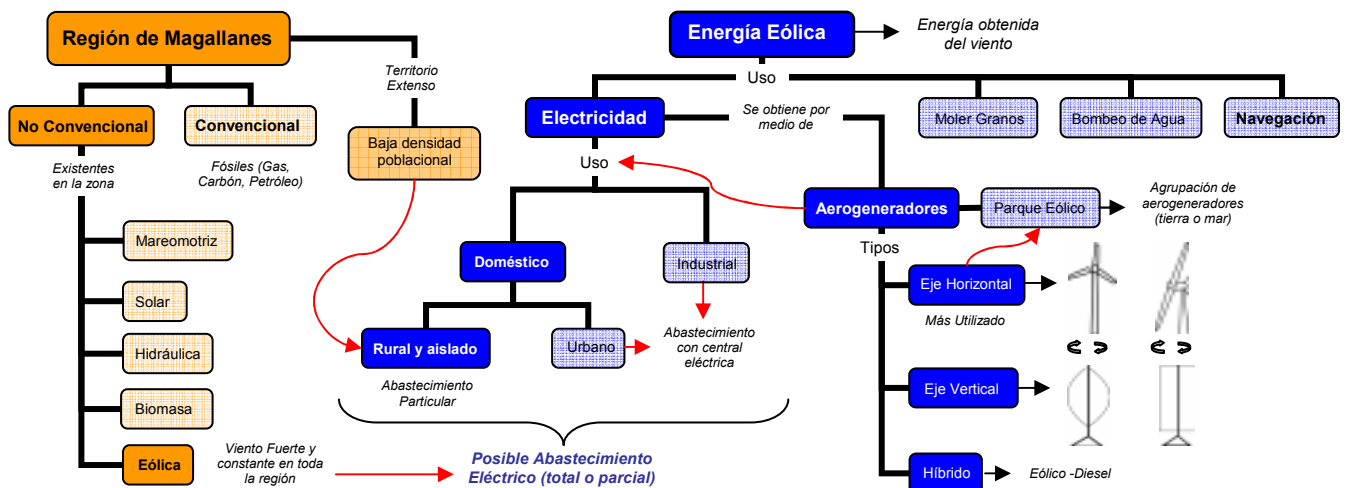 Región de Magallanes
Territorio
Extenso
No Convencional
Convencional
Existentes
en la zona
Fósiles (Gas,
Carbón, Petróleo)
Baja densidad
poblacional
Mareomotriz
Solar
Hidráulica
Biomasa
Eólica
Viento Fuerte y
constante en toda
la región
Energía Eólica
Energía obtenida
del viento
Uso
Electricidad
Se obtiene por
medio de
Moler Granos
Bombeo de Agua
Navegación
Uso
Doméstico
Industrial
Rural y aislado
Urbano
Abastecimiento
Particular
Abastecimiento
con central
eléctrica
Posible Abastecimiento
Eléctrico (total o parcial)
Aerogeneradores
Parque Eólico
Agrupación de
aerogeneradores
(tierra o mar)
Tipos
Eje Horizontal
Más Utilizado
Eje Vertical
Híbrido
Eólico -Diesel